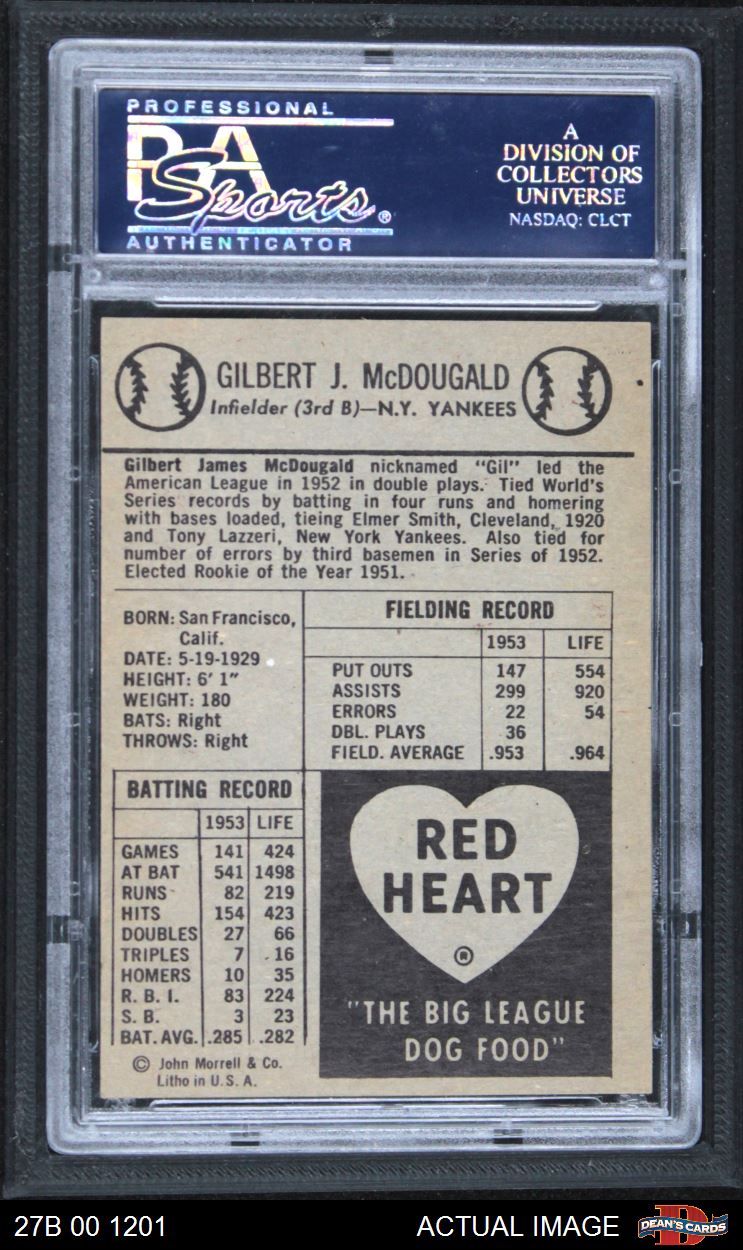 PROFESSIONAL
PSA
Sports®
AUTHENTICATOR
A
DIVISION OF
COLLECTORS
UNIVERSE
NASDAQ: CLCT
GILBERT J. McDOUGALD
Infielder (3rd B)—N.Y. YANKEES
Gilbert James McDougald nicknamed "Gil" led the
American League in 1952 in double plays. Tied World's
Series records by batting in four runs and homering
with bases loaded, tieing Elmer Smith, Cleveland, 1920
and Tony Lazzeri, New York Yankees. Also tied for
number of errors by third basemen in Series of 1952.
Elected Rookie of the Year 1951.
BORN: San Francisco,
Calif.
DATE: 5-19-1929
HEIGHT: 6' 1"
WEIGHT: 180
BATS: Right
THROWS: Right
FIELDING RECORD
1953 LIFE
PUT OUTS 147 554
ASSISTS 299 920
ERRORS 22 54
DBL. PLAYS 36
FIELD. AVERAGE .953 .964
BATTING RECORD
1953 LIFE
GAMES 141 424
AT BAT 541 1498
RUNS 82 219
HITS 154 423
DOUBLES 27 66
TRIPLES 7 16
HOMERS 10 35
R. B. I. 83 224
S. B. 3 23
BAT. AVG. .285 .282
© John Morrell & Co.
Litho in U. S. A.
RED
HEART
®
"THE BIG LEAGUE
DOG FOOD"
27B 00 1201
ACTUAL IMAGE
DEAN'S CARDS